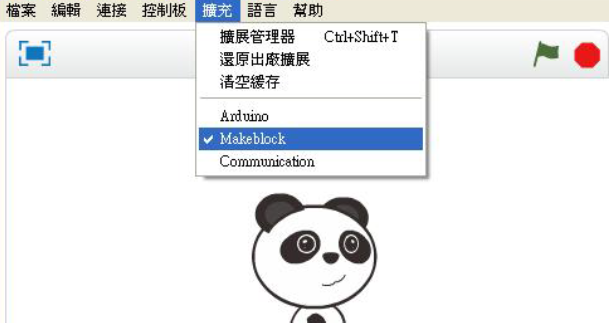 檔案 編輯 連接 控制板 擴充 語言 幫助
擴展管理器 Ctrl+Shift+T
還原出廠擴展
清空緩存
Arduino
Makeblock
Communication